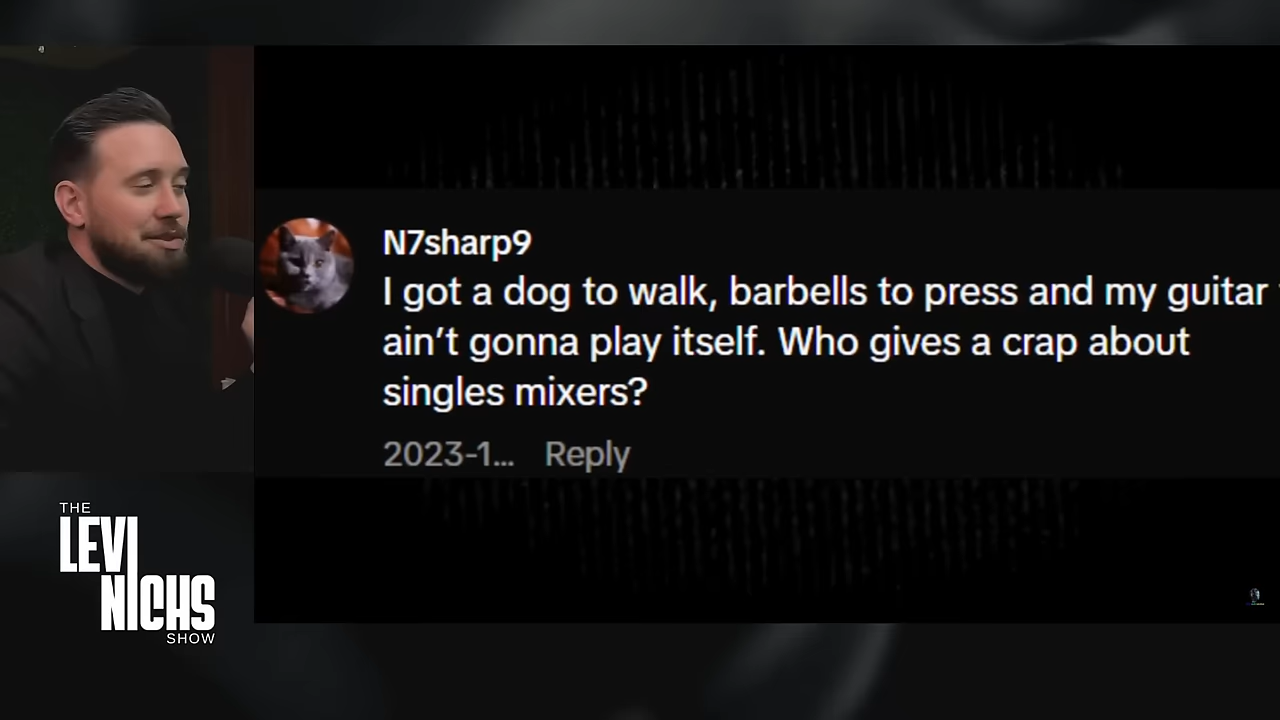 N7sharp9
I got a dog to walk, barbells to press and my guitar
ain't gonna play itself. Who gives a crap about
singles mixers?
2023-1... Reply
THE
LEVI
NICHS
SHOW